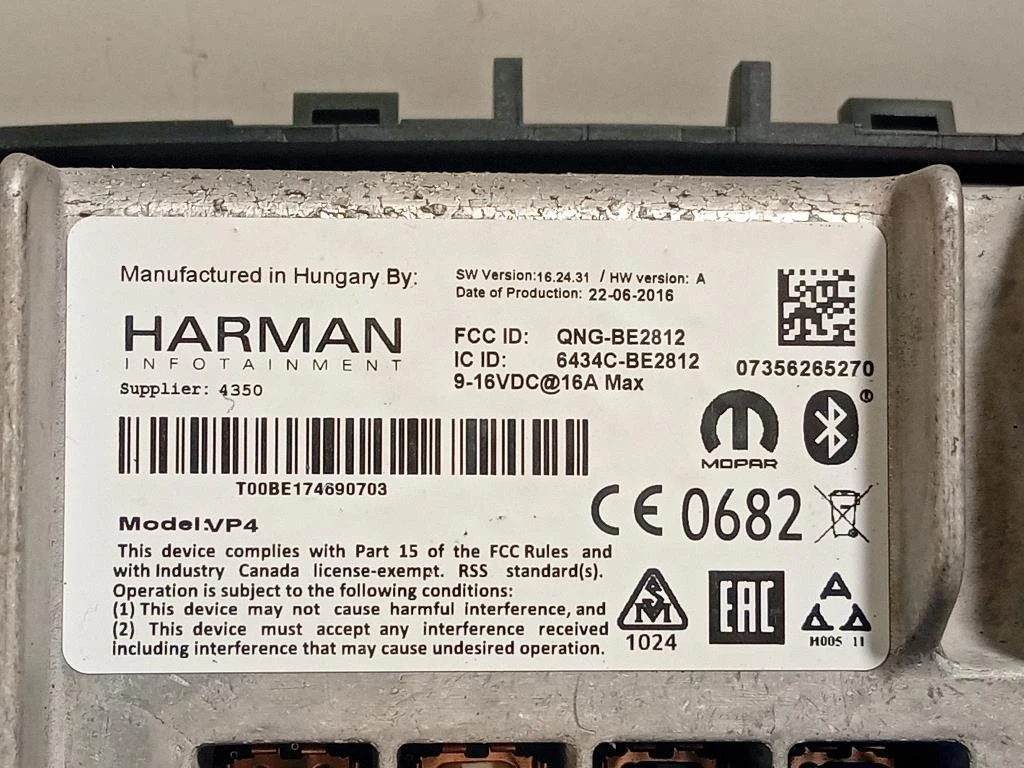 Manufactured in Hungary By:
HARMAN
INFOTAINMENT
Supplier: 4350
SW Version:16.24.31 / HW version: A
Date of Production: 22-06-2016
FCC ID: QNG-BE2812
IC ID: 6434C-BE2812
9-16VDC@16A Max
07356265270
MOPAR
®
T00BE174690703
CE 0682
Model:VP4
This device complies with Part 15 of the FCC Rules and
with Industry Canada license-exempt. RSS standard(s).
Operation is subject to the following conditions:
(1) This device may not cause harmful interference, and
(2) This device must accept any interference received
including interference that may cause undesired operation.
SM
1024
EAC
M005 11